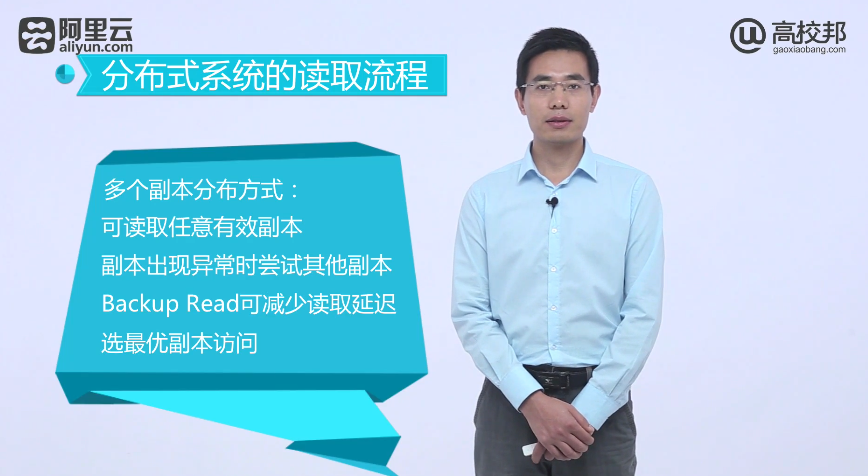 阿里云
aliyun.com
高校邦
gaoxiaobang.com
分布式系统的读取流程
多个副本分布方式：
可读取任意有效副本
副本出现异常时尝试其他副本
Backup Read可减少读取延迟
选最优副本访问